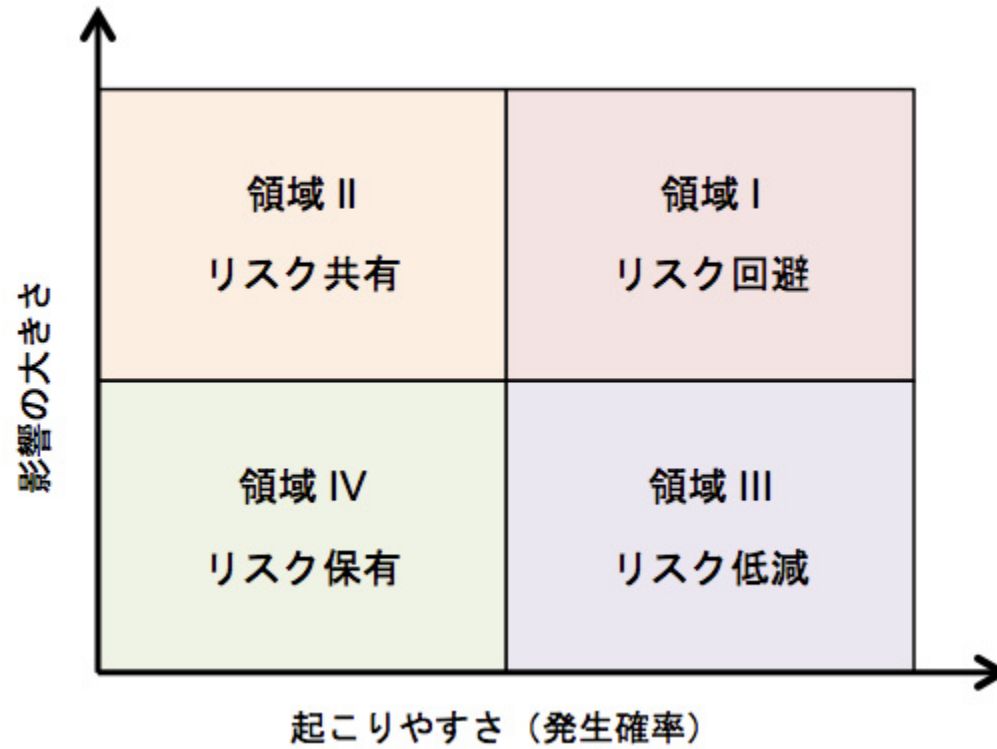 領域 II
リスク共有
領域 I
リスク回避
影響の大きさ
領域 IV
リスク保有
領域 III
リスク低減
起こりやすさ（発生確率）